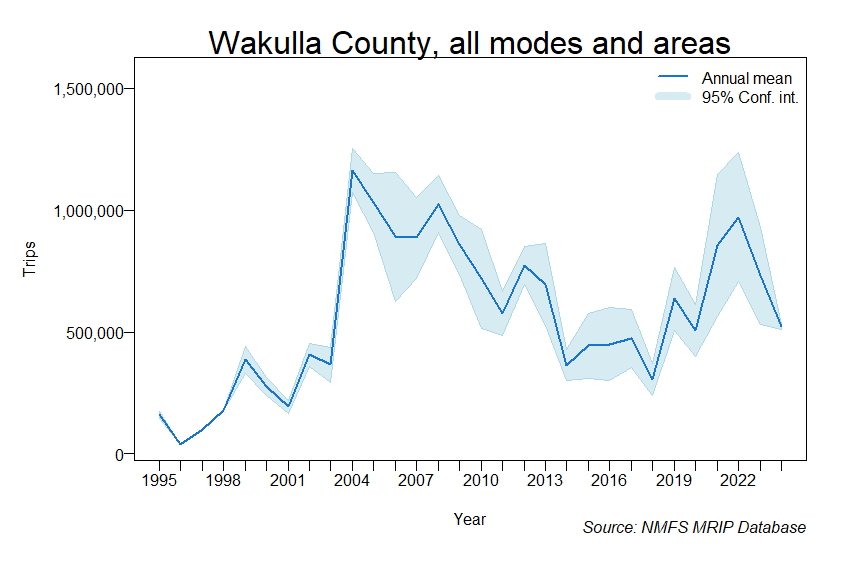 Wakulla County, all modes and areas
Annual mean
95% Conf. int.
1,500,000
1,000,000
500,000
0
Trips
1995 1998 2001 2004 2007 2010 2013 2016 2019 2022
Year
Source: NMFS MRIP Database